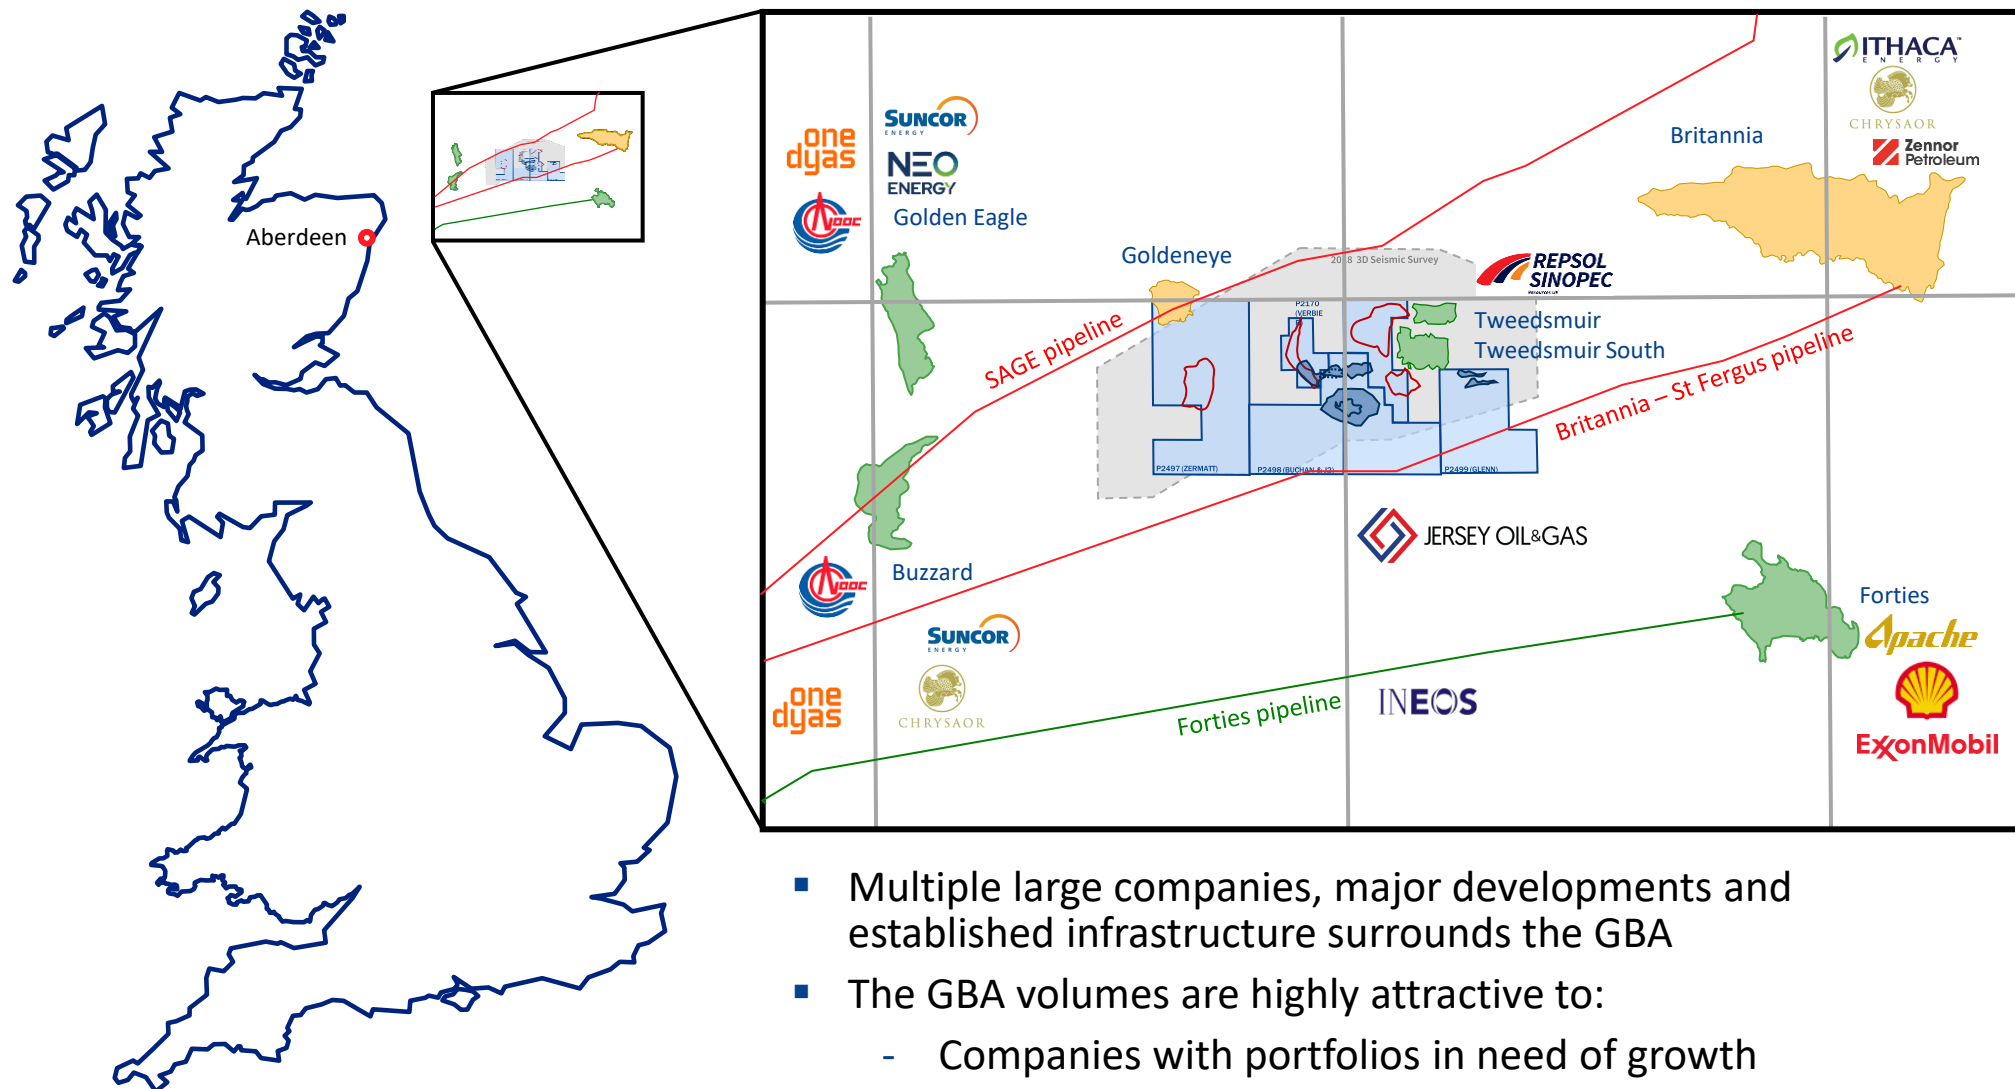 Aberdeen
ITHACA
ENERGY
CHRYSAOR
Zennor
Petroleum
Britannia
SUNCOR
ENERGY
one
dyas
NEO
ENERGY
nooc
Golden Eagle
Goldeneye
2018 3D Seismic Survey
REPSOL
SINOPEC
P2170
(VERBIE
Tweedsmuir
Tweedsmuir South
SAGE pipeline
Britannia – St Fergus pipeline
P2497 (ZERMATT)
P2498 (BUCHAN & J2)
P2499 (GLENN)
JERSEY OIL&GAS
nooc
Buzzard
SUNCOR
ENERGY
one
dyas
CHRYSAOR
Forties pipeline
INEOS
Forties
Apache
ExxonMobil
▪ Multiple large companies, major developments and
established infrastructure surrounds the GBA
▪ The GBA volumes are highly attractive to:
- Companies with portfolios in need of growth